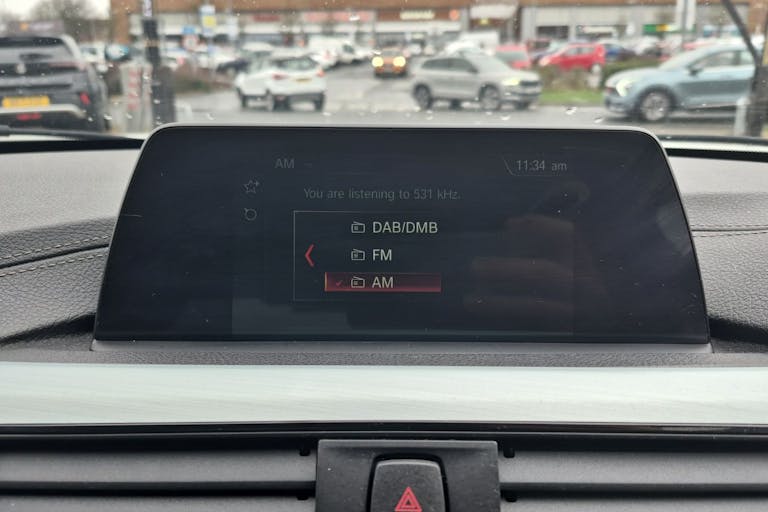 AM
11:34 am
You are listening to 531 kHz.
DAB/DMB
FM
AM